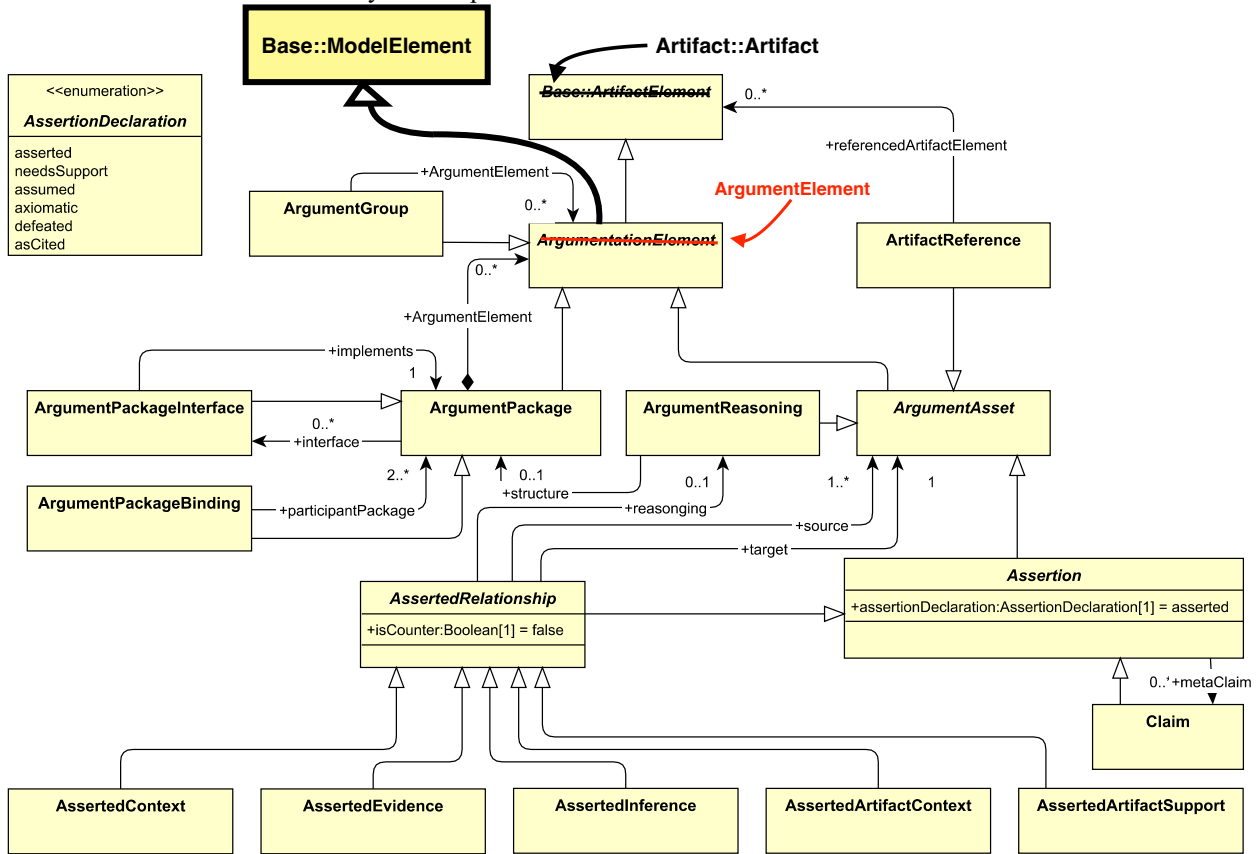 Base::ModelElement
Artifact::Artifact
<<enumeration>>
AssertionDeclaration
asserted
needsSupport
assumed
axiomatic
defeated
asCited
Base::ArtifactElement
0..*
+referencedArtifactElement
+ArgumentElement
0..*
ArgumentElement
ArgumentGroup
ArgumentationElement
ArtifactReference
0..*
+ArgumentElement
+implements
1
ArgumentPackageInterface
ArgumentPackage
ArgumentReasoning
ArgumentAsset
0..*
+interface
2..*
0..1
+structure
0..1
1..*
1
ArgumentPackageBinding
+participantPackage
+reasonging
+source
+target
AssertedRelationship
+isCounter:Boolean[1] = false
Assertion
+assertionDeclaration:AssertionDeclaration[1] = asserted
0..*
+metaClaim
Claim
AssertedContext
AssertedEvidence
AssertedInference
AssertedArtifactContext
AssertedArtifactSupport